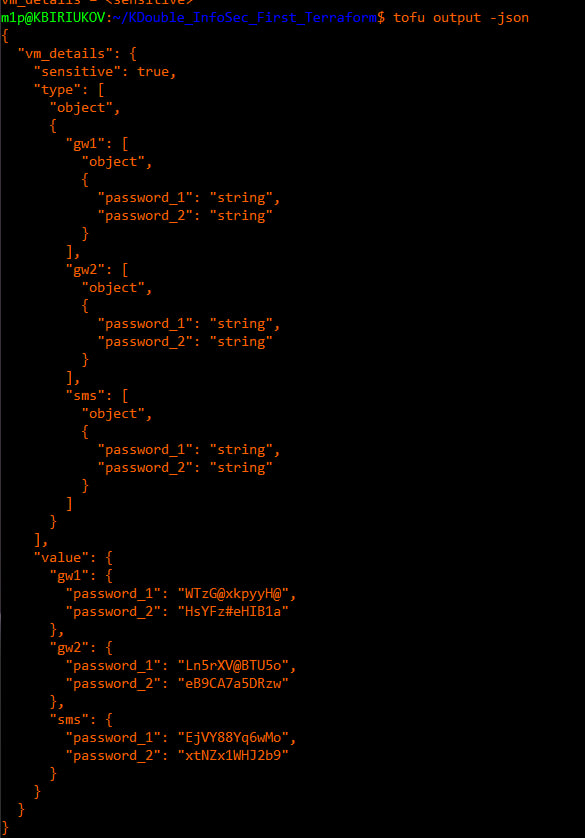 vm_details = <sensitive>
m1p@KBIRIUKOV:~/KDouble_InfoSec_First_Terraform$ tofu output -json
{
  "vm_details": {
    "sensitive": true,
    "type": [
      "object",
      {
        "gw1": [
          "object",
          {
            "password_1": "string",
            "password_2": "string"
          }
        ],
        "gw2": [
          "object",
          {
            "password_1": "string",
            "password_2": "string"
          }
        ],
        "sms": [
          "object",
          {
            "password_1": "string",
            "password_2": "string"
          }
        ]
      }
    ],
    "value": {
      "gw1": {
        "password_1": "WTzG@xkpyyH@",
        "password_2": "HsYFz#eHIB1a"
      },
      "gw2": {
        "password_1": "Ln5rXV@BTU5o",
        "password_2": "eB9CA7a5DRzw"
      },
      "sms": {
        "password_1": "EjVY88Yq6wMo",
        "password_2": "xtNZx1WHJ2b9"
      }
    }
  }
}